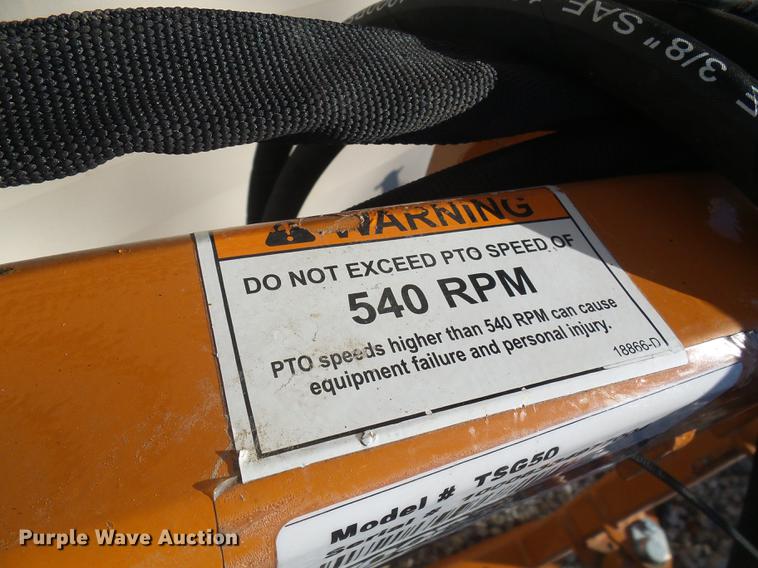 3/8" SAE
WARNING
DO NOT EXCEED PTO SPEED OF
540 RPM
PTO speeds higher than 540 RPM can cause
equipment failure and personal injury.
18866-D
Model # TSG50
Serial #
Purple Wave Auction